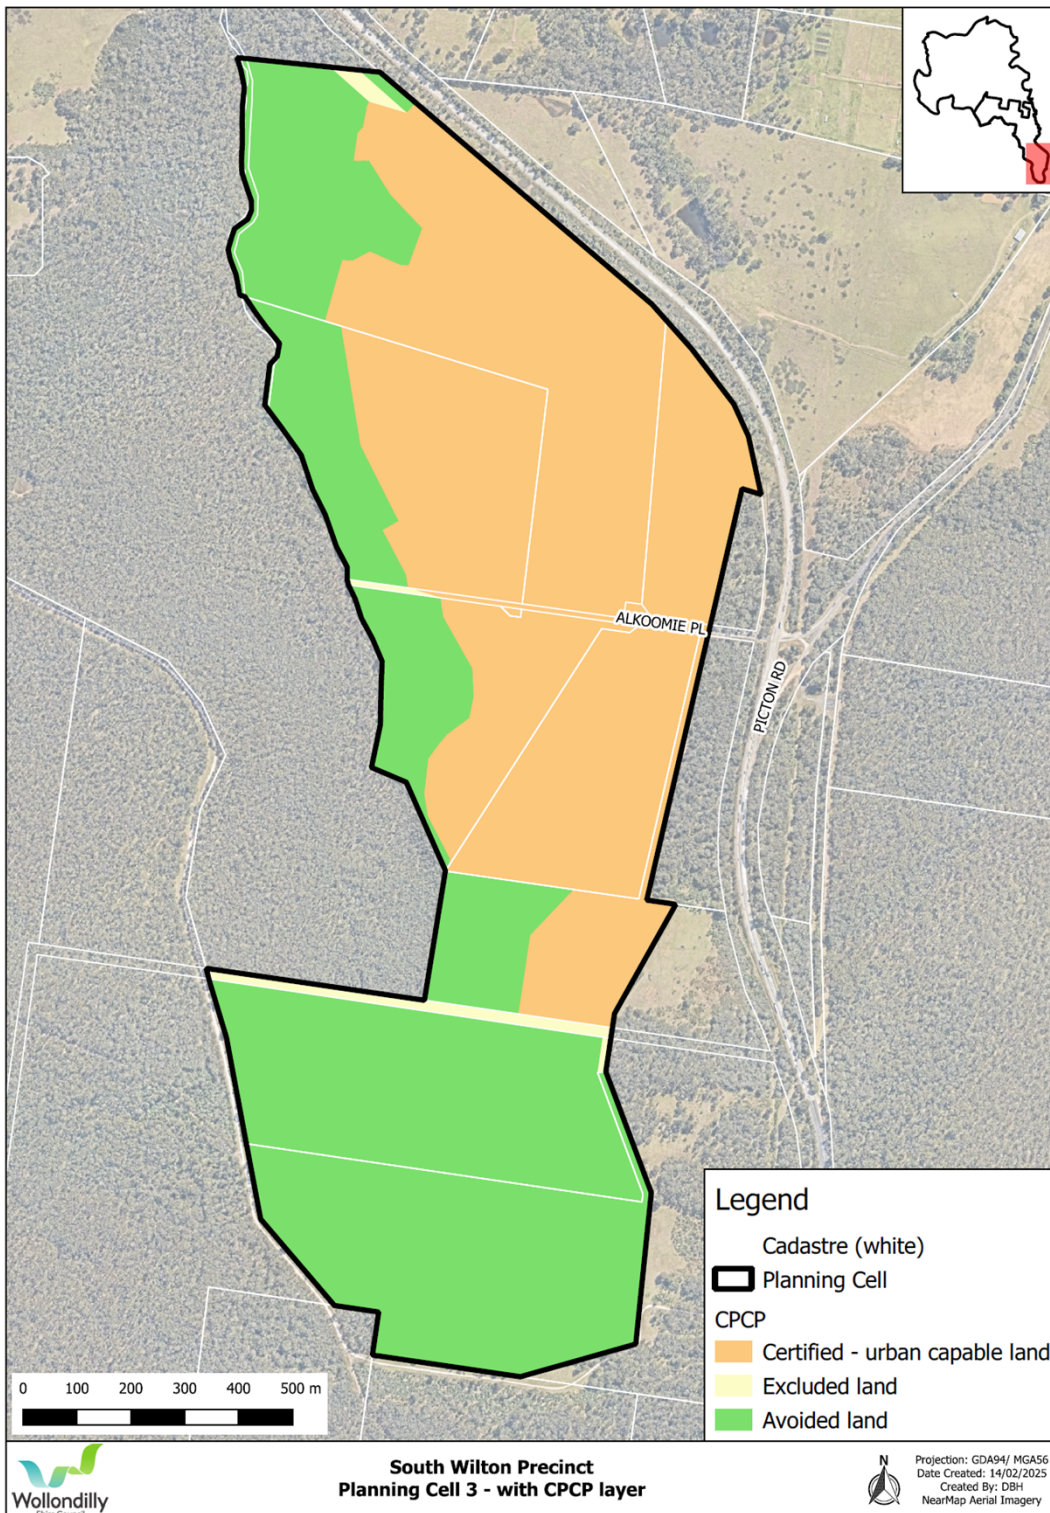 ALKOOMIE PL
PICTON RD
Legend
Cadastre (white)
Planning Cell
CPCP
Certified - urban capable land
Excluded land
Avoided land
0 100 200 300 400 500 m
Wollondilly
Shire Council
South Wilton Precinct
Planning Cell 3 - with CPCP layer
N
Projection: GDA94/ MGA56
Date Created: 14/02/2025
Created By: DBH
NearMap Aerial Imagery